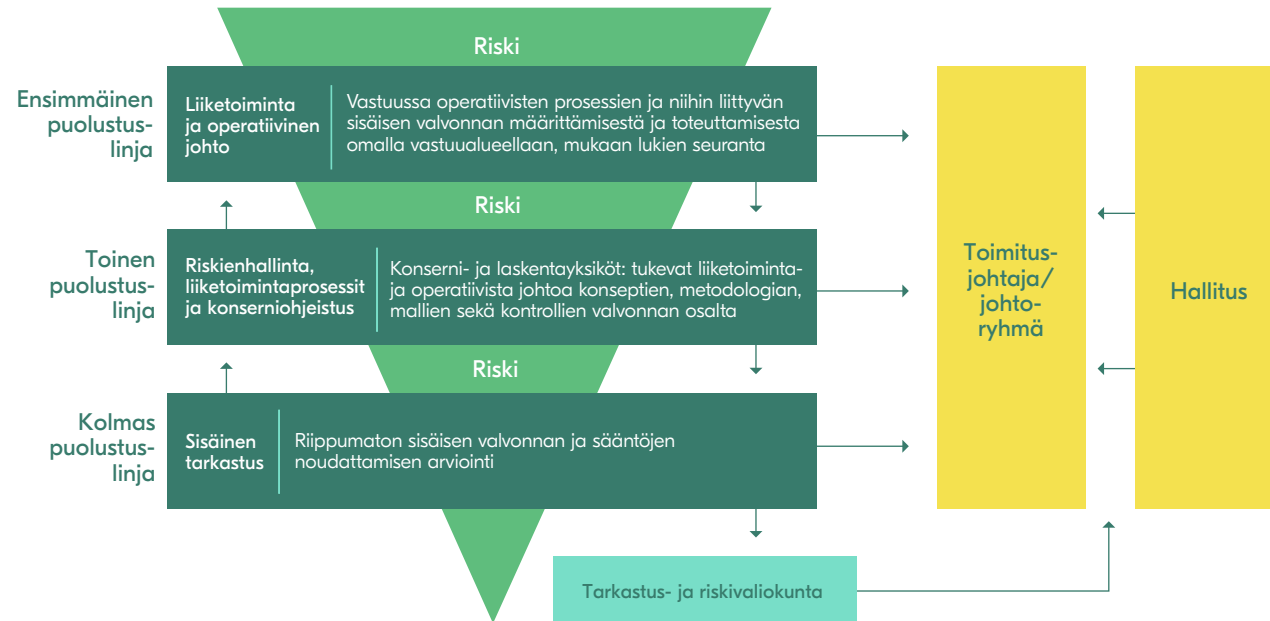 Riski
Ensimmäinen
puolustus-
linja
Liiketoiminta
ja operatiivinen
johto
Vastuussa operatiivisten prosessien ja niihin liittyvän
sisäisen valvonnan määrittämisestä ja toteuttamisesta
omalla vastuualueellaan, mukaan lukien seuranta
Riski
Toinen
puolustus-
linja
Riskienhallinta,
liiketoimintaprosessit
ja konserniohjeistus
Konserni- ja laskentayksiköt: tukevat liiketoiminta-
ja operatiivista johtoa konseptien, metodologian,
mallien sekä kontrollien valvonnan osalta
Riski
Kolmas
puolustus-
linja
Sisäinen
tarkastus
Riippumaton sisäisen valvonnan ja sääntöjen
noudattamisen arviointi
Tarkastus- ja riskivaliokunta
Toimitus-
johtaja/
johto-
ryhmä
Hallitus